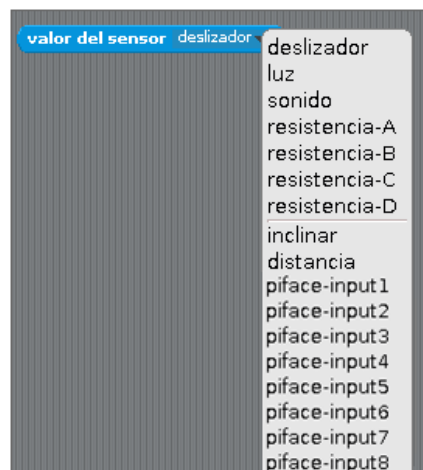 valor del sensor deslizador
deslizador
luz
sonido
resistencia-A
resistencia-B
resistencia-C
resistencia-D
inclinar
distancia
piface-input1
piface-input2
piface-input3
piface-input4
piface-input5
piface-input6
piface-input7
piface-input8